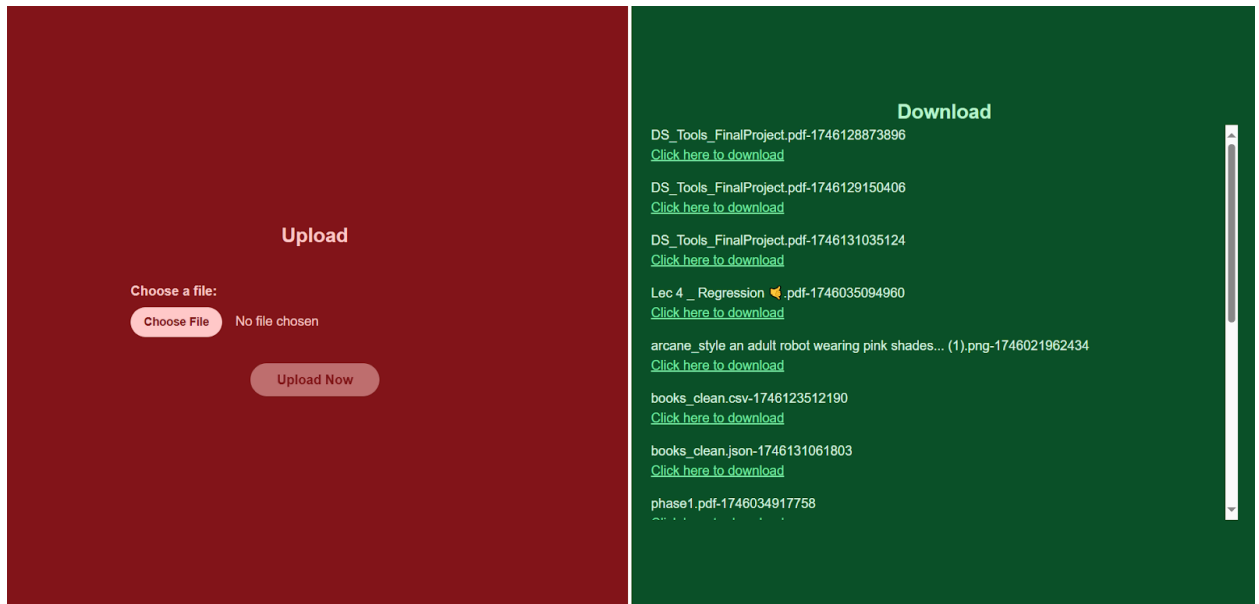 Upload
Choose a file:
Choose File No file chosen
Upload Now
Download
DS_Tools_FinalProject.pdf-1746128873896
Click here to download
DS_Tools_FinalProject.pdf-1746129150406
Click here to download
DS_Tools_FinalProject.pdf-1746131035124
Click here to download
Lec 4 _ Regression 🤙.pdf-1746035094960
Click here to download
arcane_style an adult robot wearing pink shades... (1).png-1746021962434
Click here to download
books_clean.csv-1746123512190
Click here to download
books_clean.json-1746131061803
Click here to download
phase1.pdf-1746034917758